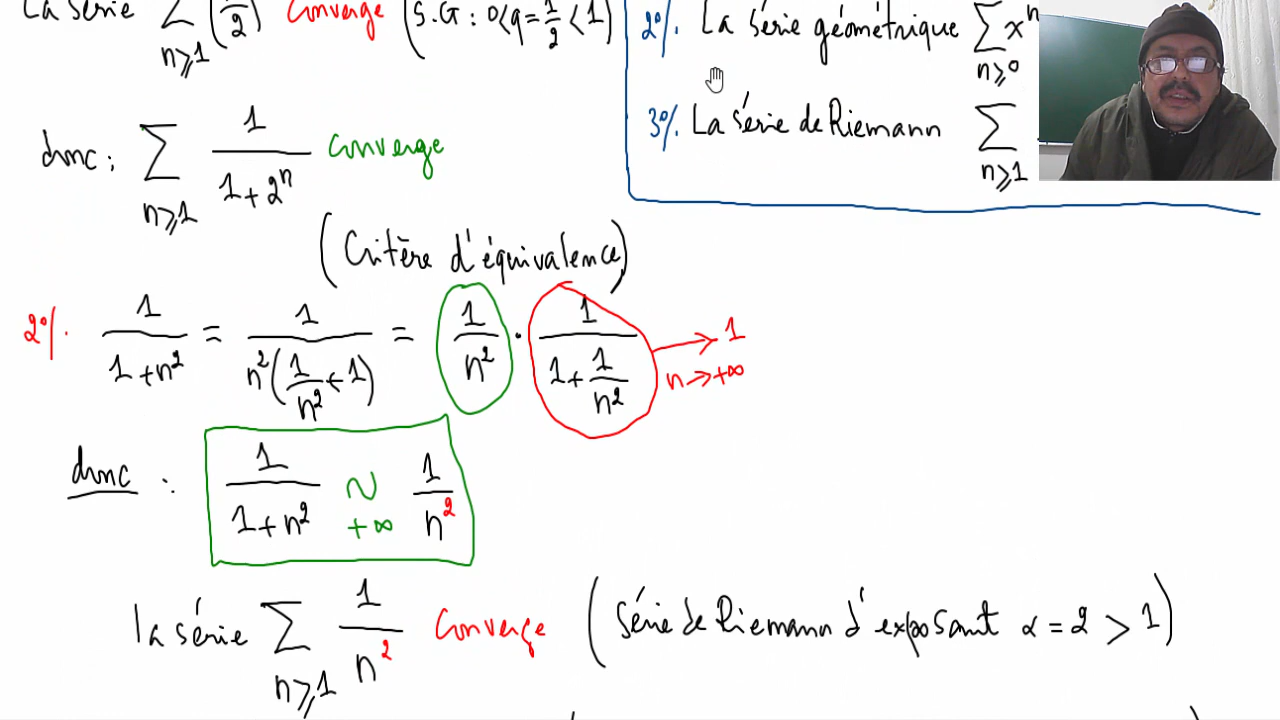 La série ∑ n⩾1 (1/2)ⁿ Converge (S.G : 0<q=1/2<1)
donc : ∑ n⩾1 1/(1+2ⁿ) Converge
(Critère d'équivalence)
2°/. La série géométrique ∑ n⩾0 xⁿ
3°/. La série de Riemann ∑ n⩾1
2°/. 1/(1+n²) = 1/(n²(1/n²+1)) = 1/n² · 1/(1+1/n²) → 1
n→+∞
donc : 1/(1+n²) ~ +∞ 1/n²
la série ∑ n⩾1 1/n² Converge (Série de Riemann d'exposant α = 2 > 1)